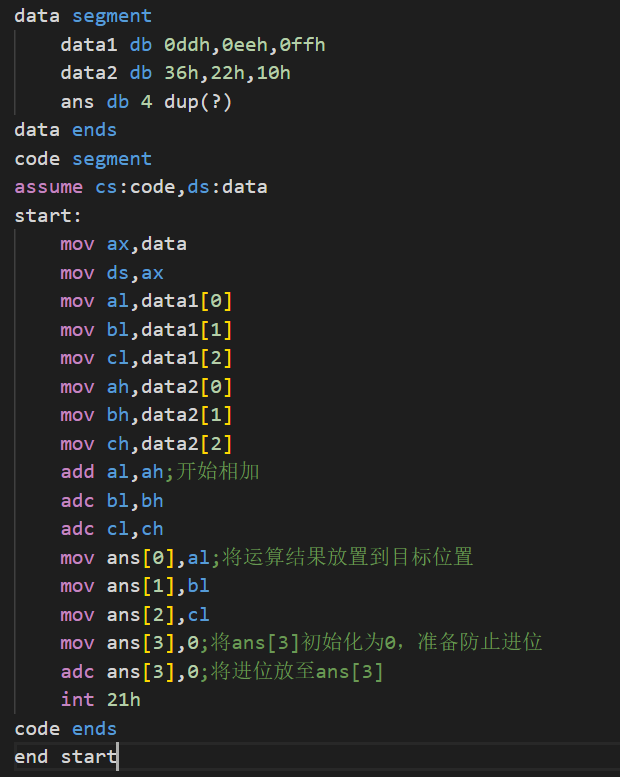 data segment
data1 db 0ddh,0eeh,0ffh
data2 db 36h,22h,10h
ans db 4 dup(?)
data ends
code segment
assume cs:code,ds:data
start:
mov ax,data
mov ds,ax
mov al,data1[0]
mov bl,data1[1]
mov cl,data1[2]
mov ah,data2[0]
mov bh,data2[1]
mov ch,data2[2]
add al,ah;开始相加
adc bl,bh
adc cl,ch
mov ans[0],al;将运算结果放置到目标位置
mov ans[1],bl
mov ans[2],cl
mov ans[3],0;将ans[3]初始化为0，准备防止进位
adc ans[3],0;将进位放至ans[3]
int 21h
code ends
end start